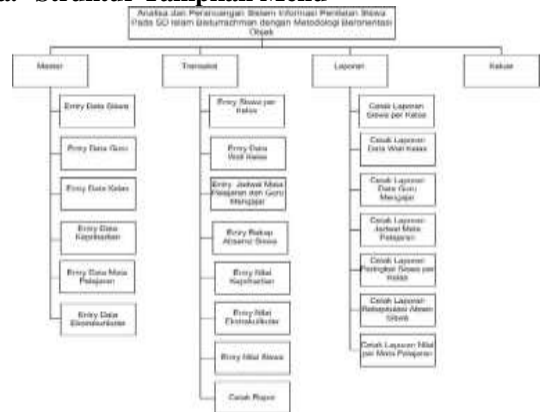 Struktur Tampilan Menu
Analisa dan Perancangan Sistem Informasi Penilaian Siswa
Pada SD Islam Baiturrachman dengan Metodologi Berorientasi
Objek
Master
Transaksi
Laporan
Keluar
Entry Data Siswa
Entry Data Guru
Entry Data Kelas
Entry Data
Kepribadian
Entry Data Mata
Pelajaran
Entry Data
Ekstrakurikuler
Entry Siswa per
Kelas
Entry Data
Wali Kelas
Entry Jadwal Mata
Pelajaran dan Guru
Mengajar
Entry Rekap
Absensi Siswa
Entry Nilai
Kepribadian
Entry Nilai
Ekstrakurikuler
Entry Nilai Siswa
Cetak Rapor
Cetak Laporan
Siswa per Kelas
Cetak Laporan
Data Wali Kelas
Cetak Laporan
Data Guru
Mengajar
Cetak Laporan
Jadwal Mata
Pelajaran
Cetak Laporan
Peringkat Siswa per
Kelas
Cetak Laporan
Rekapitulasi Absen
Siswa
Cetak Laporan Nilai
per Mata Pelajaran